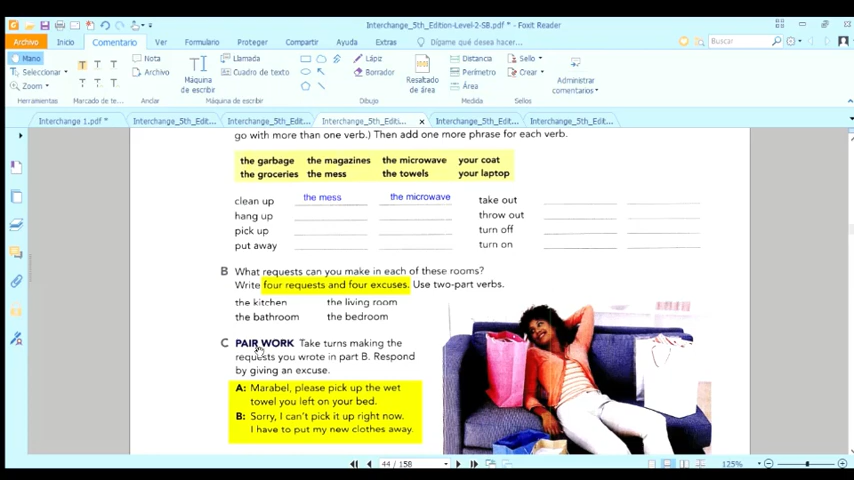 Interchange_5th_Edition-Level-2-SB.pdf * - Foxit Reader
Archivo Inicio Comentario Ver Formulario Proteger Compartir Ayuda Extras Dígame qué desea hacer... Buscar
Mano
Seleccionar
Zoom
Herramientas
T T T
Marcado de te...
Nota
Archivo
Anclar
Máquina de escribir
Llamada
Cuadro de texto
Máquina de escribir
Lápiz
Borrador
Dibujo
Resaltado de área
Distancia
Perímetro
Área
Medida
Sello
Crear
Sellos
Administrar comentarios
Interchange 1.pdf * Interchange_5th_Edit... Interchange_5th_Edit... Interchange_5th_Editi... Interchange_5th_Edit... Interchange_5th_Edit...
go with more than one verb.) Then add one more phrase for each verb.
the garbage the magazines the microwave your coat
the groceries the mess the towels your laptop
clean up the mess the microwave take out
hang up throw out
pick up turn off
put away turn on
B What requests can you make in each of these rooms?
Write four requests and four excuses. Use two-part verbs.
the kitchen the living room
the bathroom the bedroom
C PAIR WORK Take turns making the
requests you wrote in part B. Respond
by giving an excuse.
A: Marabel, please pick up the wet
towel you left on your bed.
B: Sorry, I can't pick it up right now.
I have to put my new clothes away.
44 / 158 125%